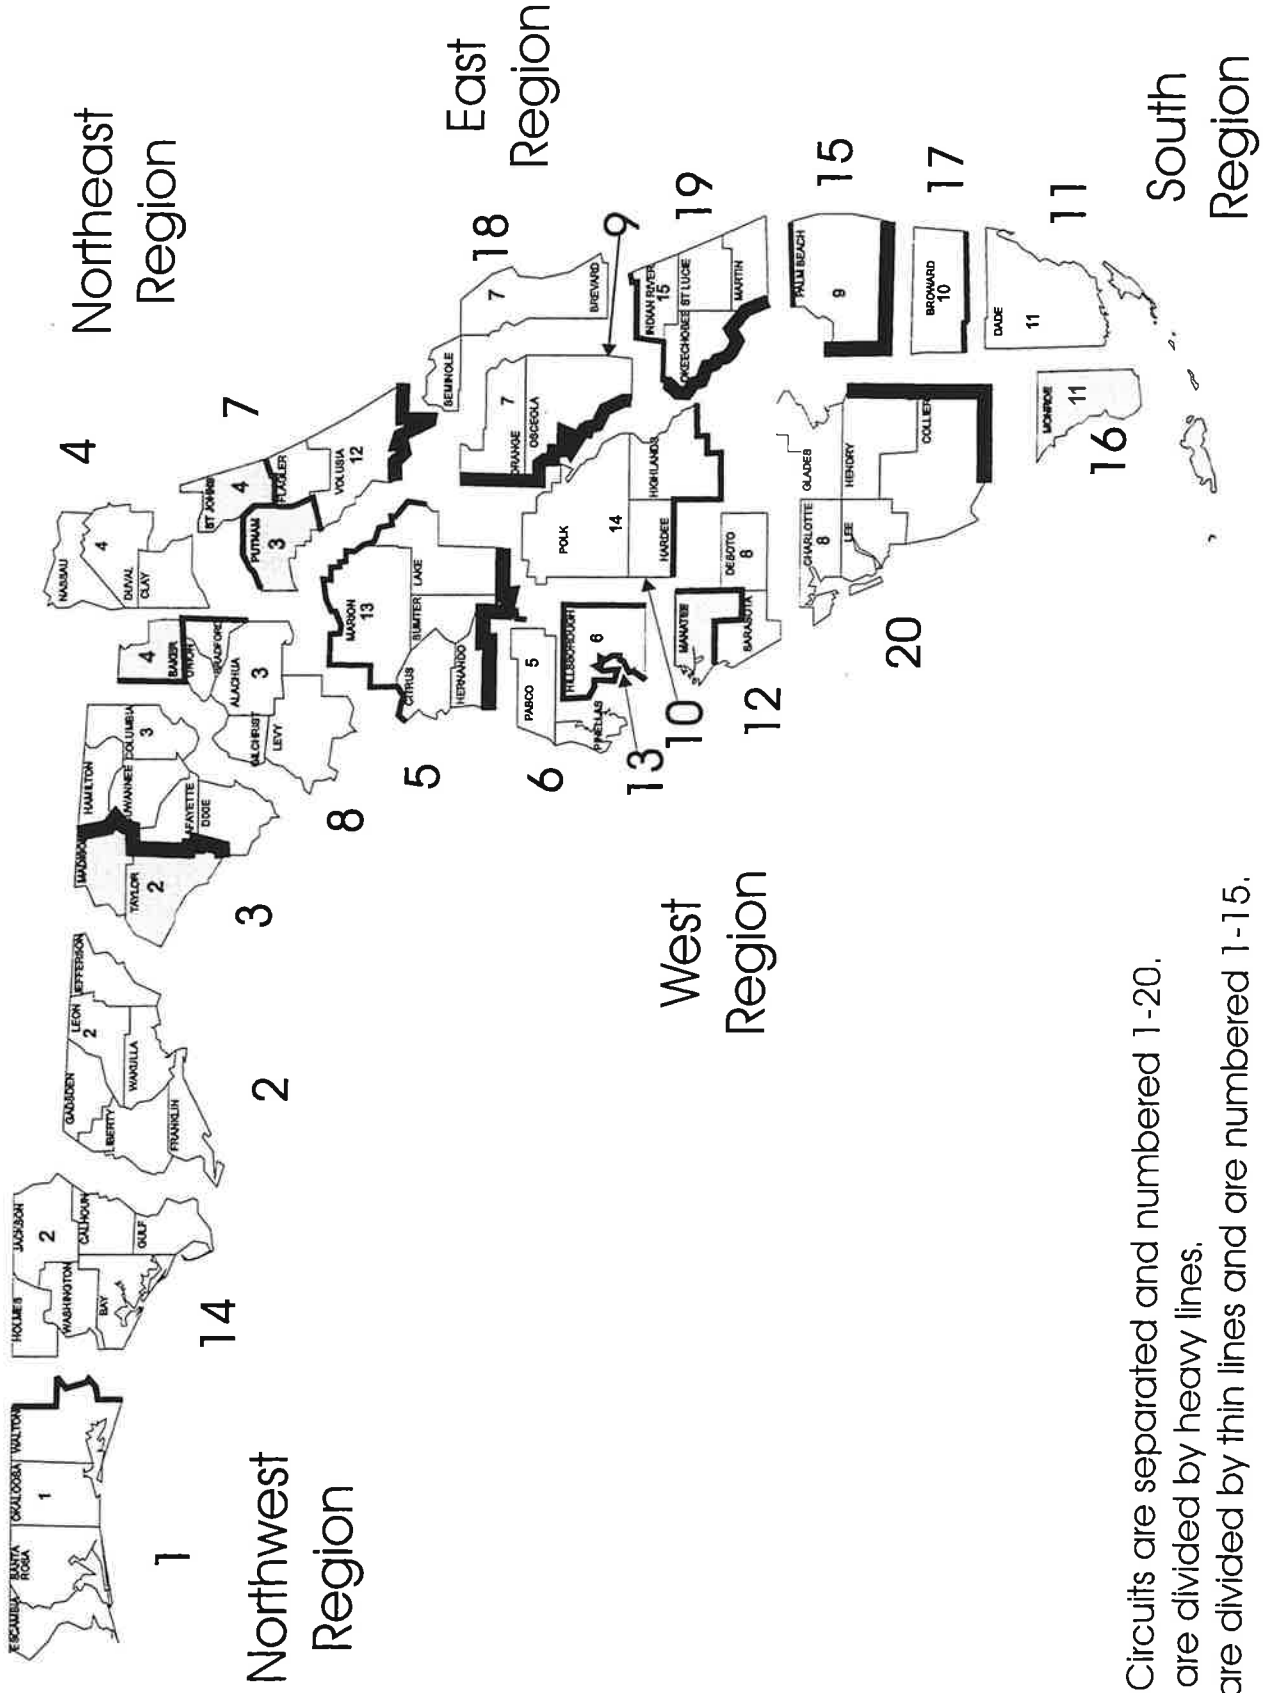 Northwest
Region
1
ESCAMBIA
SANTA
ROSA
OKALOOSA
1
WALTON
14
HOLMES
JACKSON
2
WASHINGTON
BAY
CALHOUN
GULF
2
GADSDEN
LEON
2
JEFFERSON
LIBERTY
WAKULLA
FRANKLIN
3
MADISON
TAYLOR
2
HAMILTON
COLUMBIA
3
DIXIE
8
BAKER
4
UNION
BRADFORD
ALACHUA
3
GILCHRIST
LEVY
Northeast
Region
4
NASSAU
4
DUVAL
CLAY
7
ST JOHNS
4
PUTNAM
3
FLAGLER
VOLUSIA
12
5
MARION
13
CITRUS
SUMTER
LAKE
HERNANDO
East
Region
18
SEMINOLE
7
BREVARD
9
ORANGE
7
OSCEOLA
19
INDIAN RIVER
15
OKEECHOBEE
ST LUCIE
MARTIN
West
Region
6
PASCO
5
PINELLAS
13
HILLSBOROUGH
6
10
POLK
14
HARDEE
HIGHLANDS
12
MANATEE
SARASOTA
DESOTO
8
20
CHARLOTTE
8
GLADES
LEE
HENDRY
COLLIER
15
PALM BEACH
9
17
BROWARD
10
11
DADE
11
16
MONROE
11
South
Region
Circuits are separated and numbered 1-20.
are divided by heavy lines.
are divided by thin lines and are numbered 1-15.